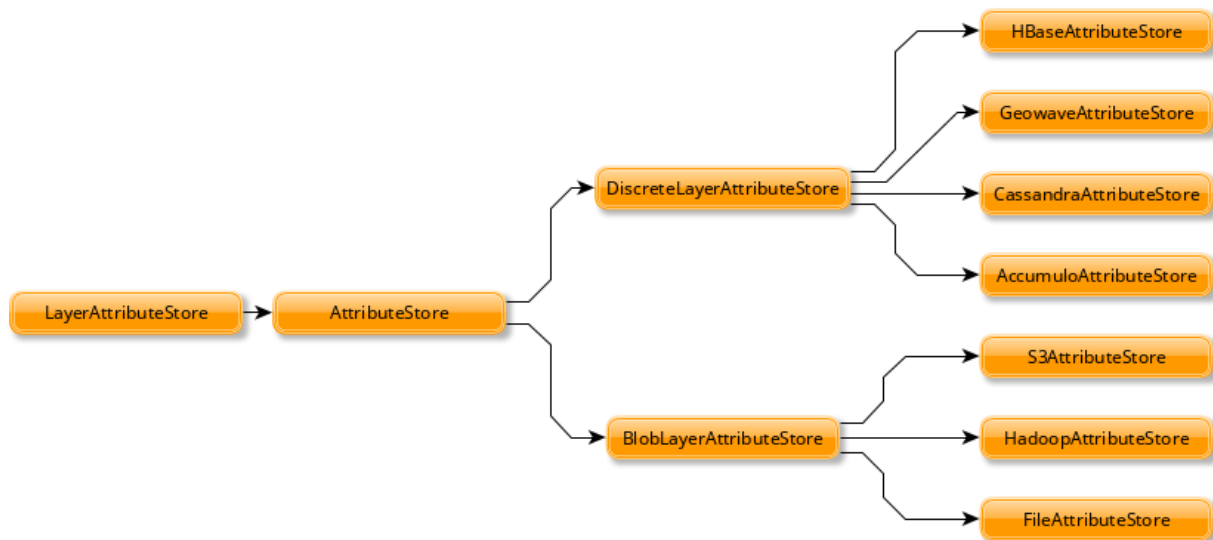 HBaseAttributeStore
GeowaveAttributeStore
DiscreteLayerAttributeStore
CassandraAttributeStore
AccumuloAttributeStore
LayerAttributeStore
AttributeStore
S3AttributeStore
BlobLayerAttributeStore
HadoopAttributeStore
FileAttributeStore